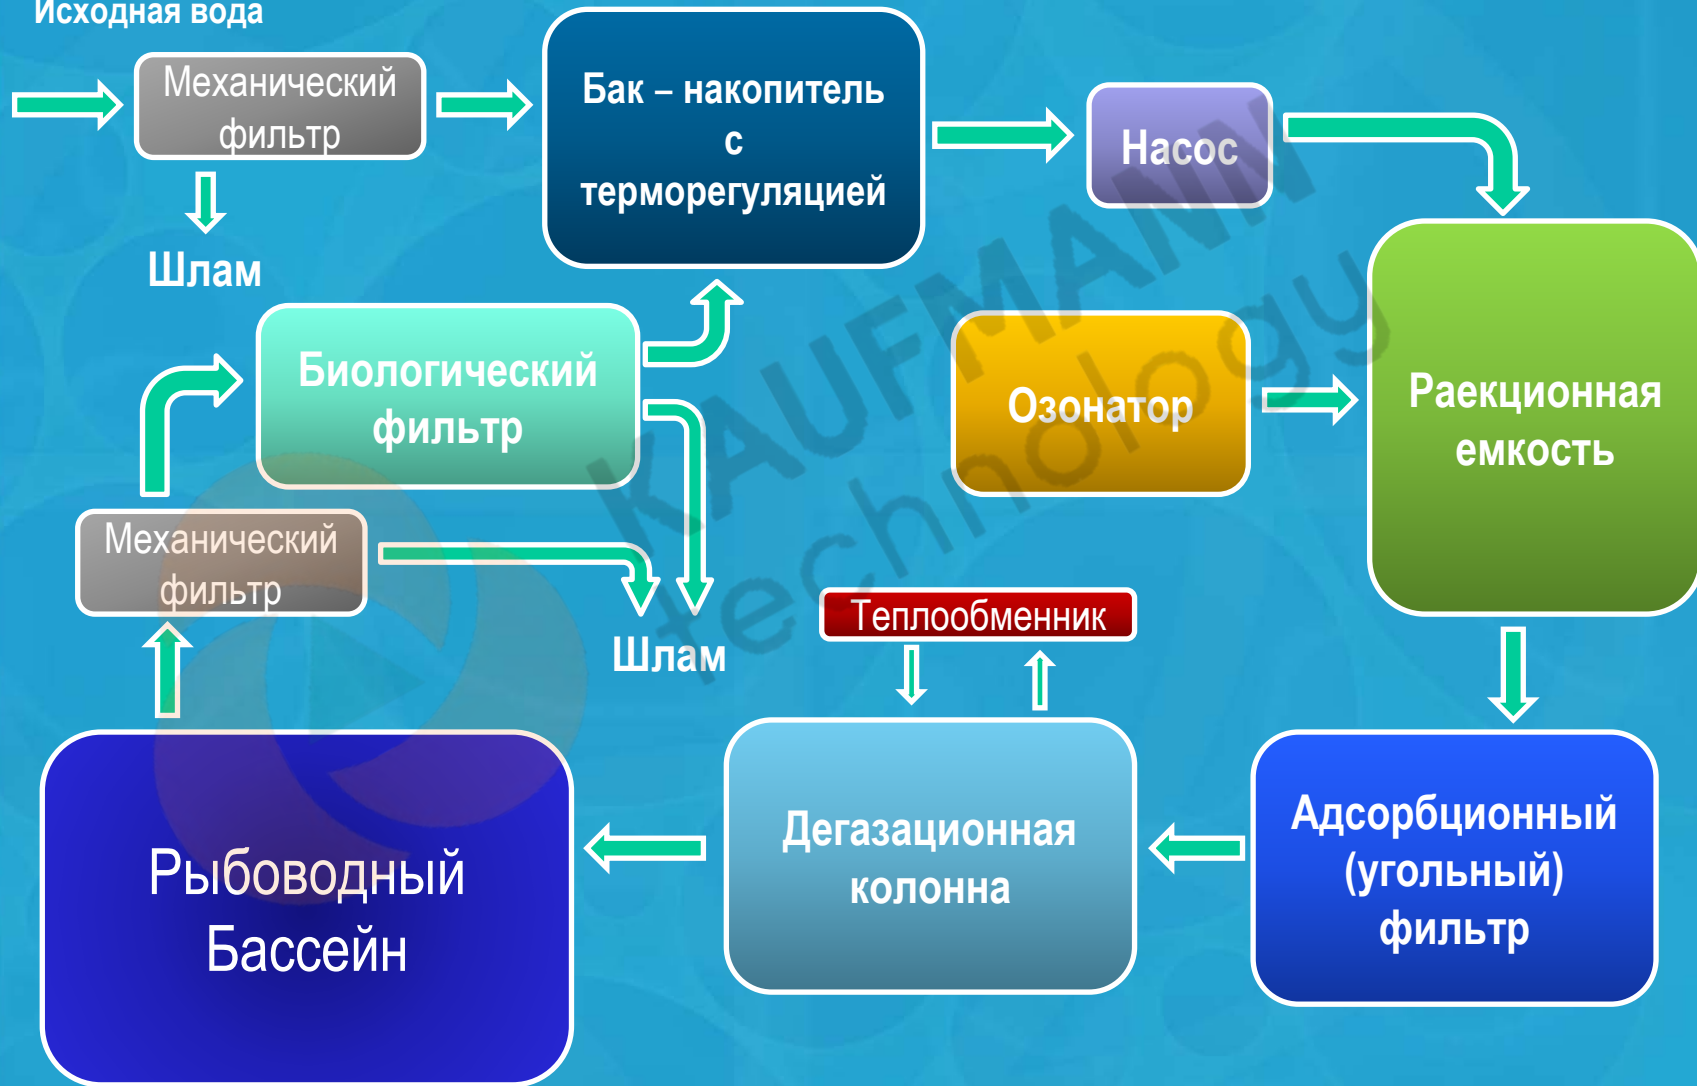 Исходная вода
Механический
фильтр
Шлам
Бак – накопитель
с
терморегуляцией
Насос
Биологический
фильтр
Озонатор
Раекционная
емкость
Механический
фильтр
Шлам
Теплообменник
Рыбоводный
Бассейн
Дегазационная
колонна
Адсорбционный
(угольный)
фильтр
KAUFMANN
technology